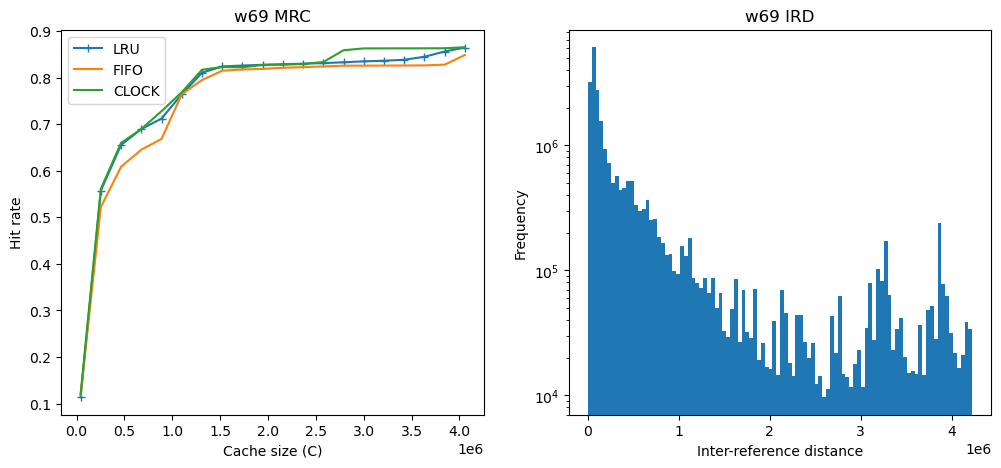 w69 MRC
LRU
FIFO
CLOCK
Hit rate
0.9
0.8
0.7
0.6
0.5
0.4
0.3
0.2
0.1
0.0 0.5 1.0 1.5 2.0 2.5 3.0 3.5 4.0
1e6
Cache size (C)
w69 IRD
Frequency
10^6
10^5
10^4
0 1 2 3 4
1e6
Inter-reference distance